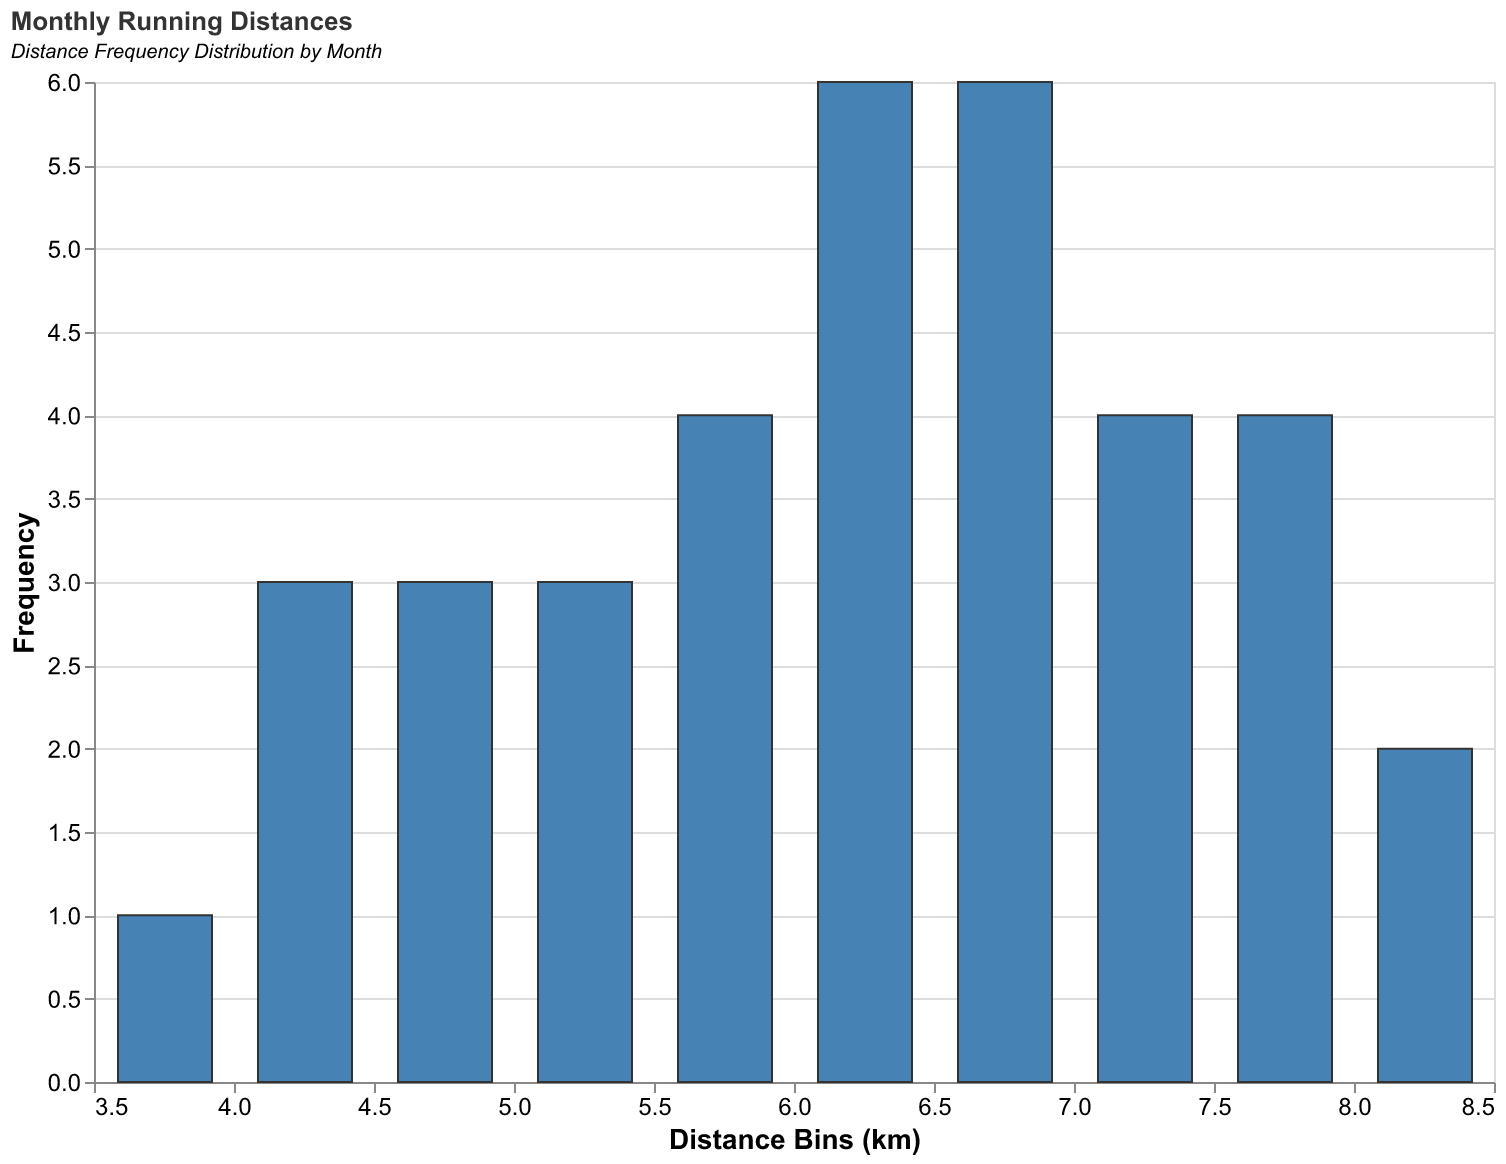 Monthly Running Distances
Distance Frequency Distribution by Month
6.0
5.5
5.0
4.5
4.0
3.5
3.0
2.5
2.0
1.5
1.0
0.5
0.0
Frequency
3.5 4.0 4.5 5.0 5.5 6.0 6.5 7.0 7.5 8.0 8.5
Distance Bins (km)